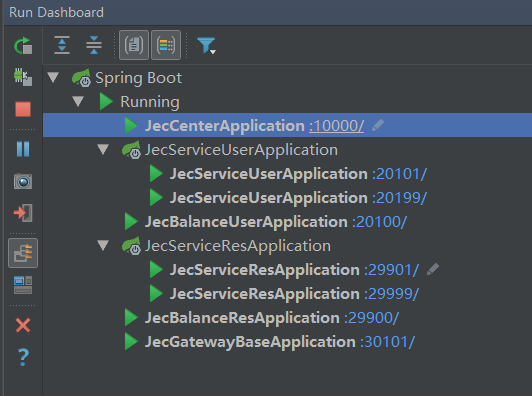 Run Dashboard
Spring Boot
Running
JecCenterApplication :10000/
JecServiceUserApplication
JecServiceUserApplication :20101/
JecServiceUserApplication :20199/
JecBalanceUserApplication :20100/
JecServiceResApplication
JecServiceResApplication :29901/
JecServiceResApplication :29999/
JecBalanceResApplication :29900/
JecGatewayBaseApplication :30101/